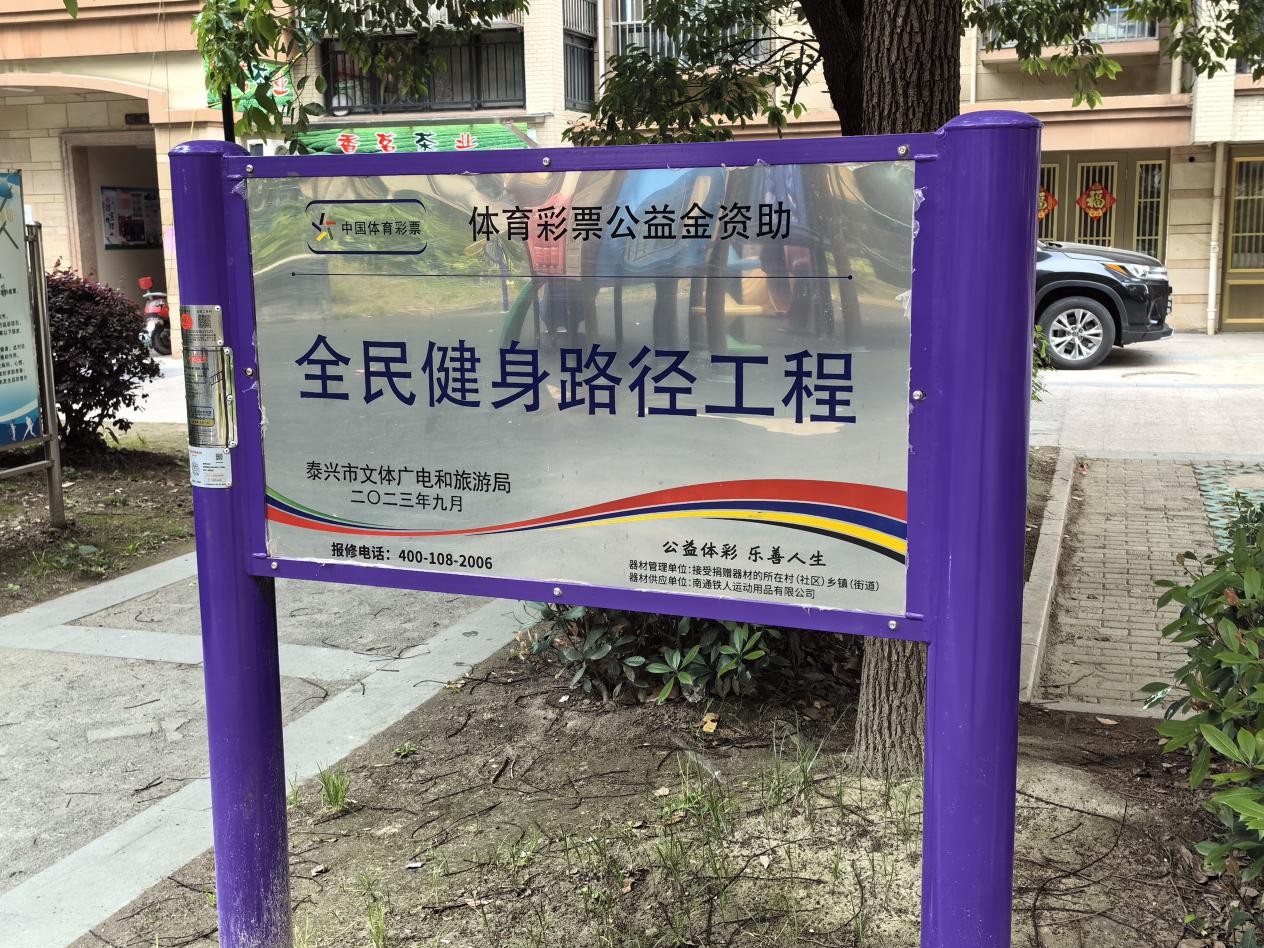 香茗茶业
中国体育彩票
体育彩票公益金资助
全民健身路径工程
泰兴市文体广电和旅游局
二〇二三年九月
报修电话：400-108-2006
公益体彩 乐善人生
器材管理单位:接受捐赠器材的所在村(社区)乡镇(街道)
器材供应单位:南通铁人运动用品有限公司
福